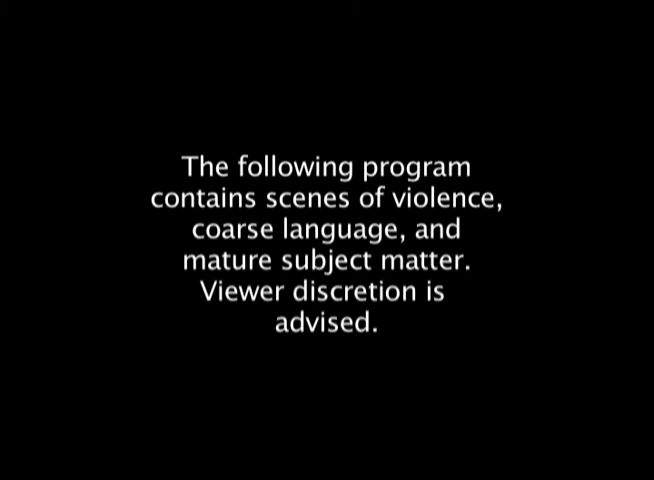 The following program
contains scenes of violence,
coarse language, and
mature subject matter.
Viewer discretion is
advised.